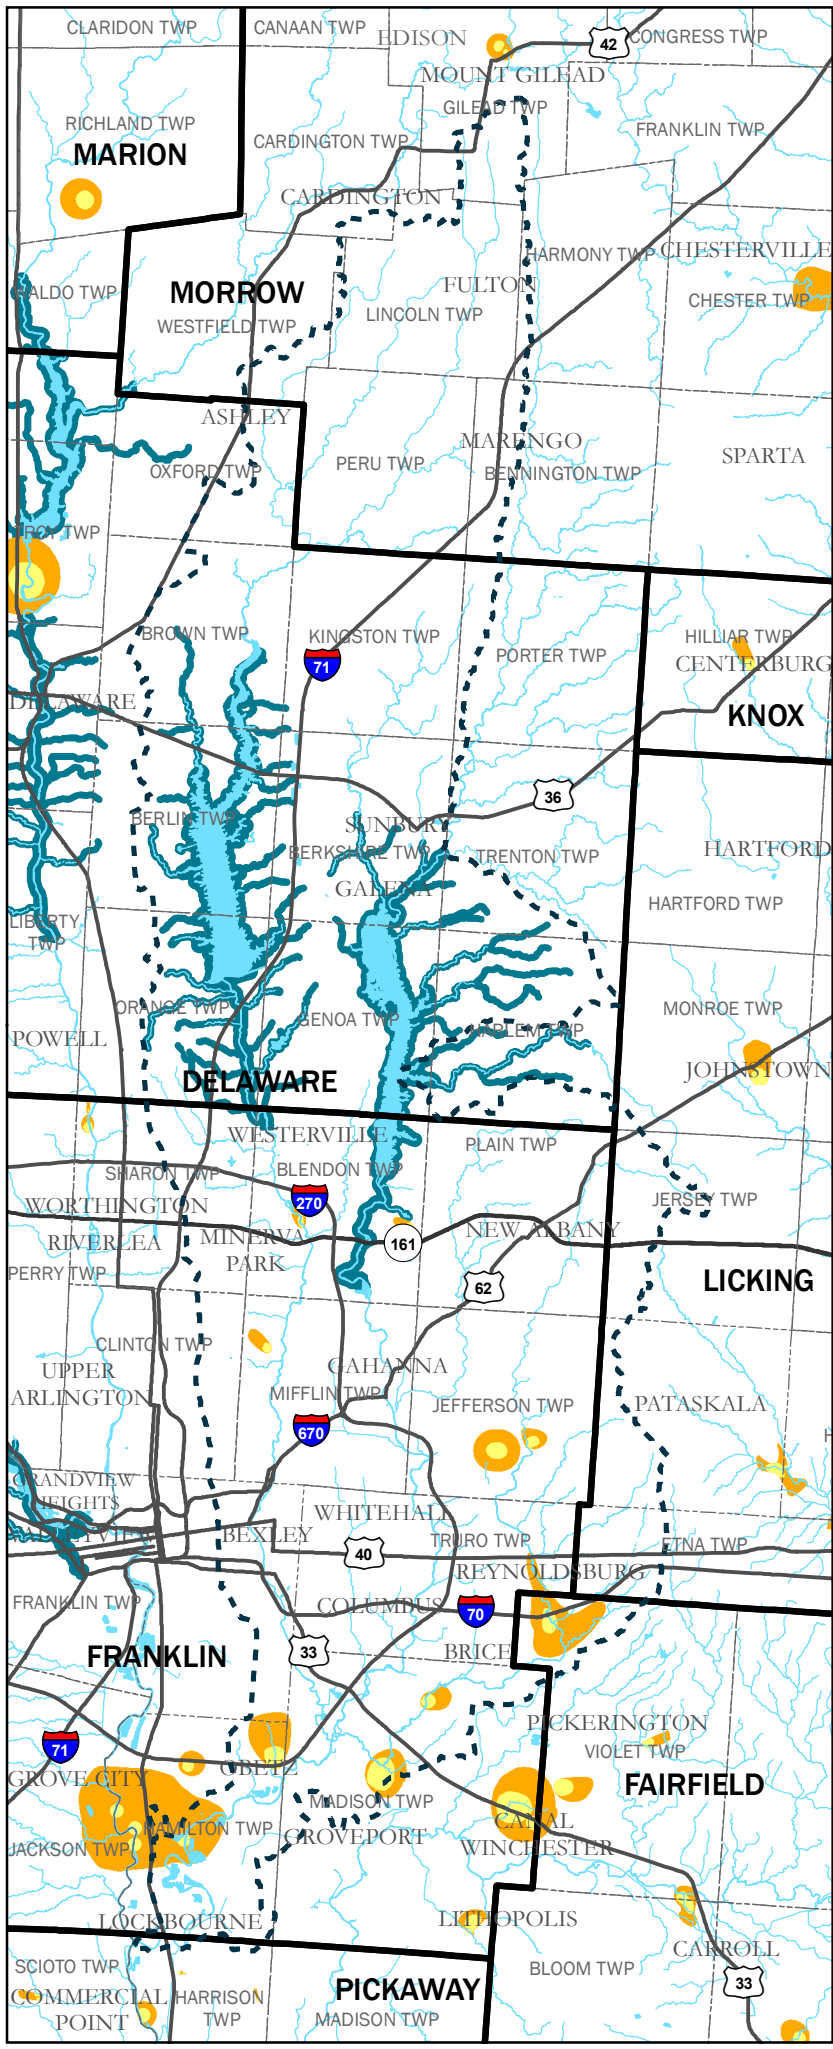 CLARIDON TWP
CANAAN TWP
EDISON
42
CONGRESS TWP
MOUNT GILEAD
GILEAD TWP
RICHLAND TWP
MARION
CARDINGTON TWP
FRANKLIN TWP
CARDINGTON
HARMONY TWP
CHESTERVILLE
WALDO TWP
MORROW
FULTON
CHESTER TWP
WESTFIELD TWP
LINCOLN TWP
ASHLEY
MARENGO
SPARTA
OXFORD TWP
PERU TWP
BENNINGTON TWP
TROY TWP
BROWN TWP
KINGSTON TWP
71
PORTER TWP
HILLIAR TWP
CENTERBURG
DELAWARE
KNOX
36
BERLIN TWP
SUNBURY
BERKSHIRE TWP
TRENTON TWP
HARTFORD
GALENA
HARTFORD TWP
LIBERTY
TWP
ORANGE TWP
GENOA TWP
HARLEM TWP
MONROE TWP
POWELL
JOHNSTOWN
DELAWARE
WESTERVILLE
PLAIN TWP
SHARON TWP
BLENDON TWP
270
JERSEY TWP
WORTHINGTON
RIVERLEA
MINERVA
PARK
161
NEW ALBANY
PERRY TWP
62
LICKING
CLINTON TWP
UPPER
ARLINGTON
GAHANNA
MIFFLIN TWP
JEFFERSON TWP
PATASKALA
670
H
GRANDVIEW
HEIGHTS
WHITEHALL
VALLEYVIEW
BEXLEY
40
TRURO TWP
ETNA TWP
REYNOLDSBURG
FRANKLIN TWP
COLUMBUS
70
FRANKLIN
33
BRICE
PICKERINGTON
VIOLET TWP
71
GROVE CITY
OBETZ
FAIRFIELD
MADISON TWP
HAMILTON TWP
GROVEPORT
CANAL
WINCHESTER
JACKSON TWP
LOCKBOURNE
LITHOPOLIS
CARROLL
SCIOTO TWP
BLOOM TWP
33
PICKAWAY
COMMERCIAL
POINT
HARRISON
TWP
MADISON TWP